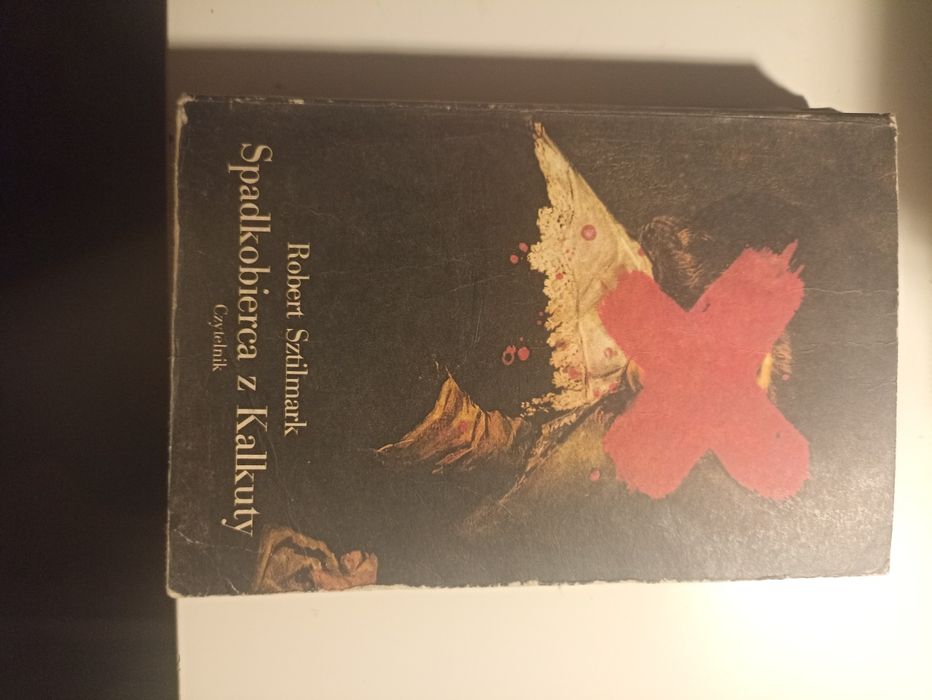 Robert Sztilmark
Spadkobierca z Kalkuty
Czytelnik